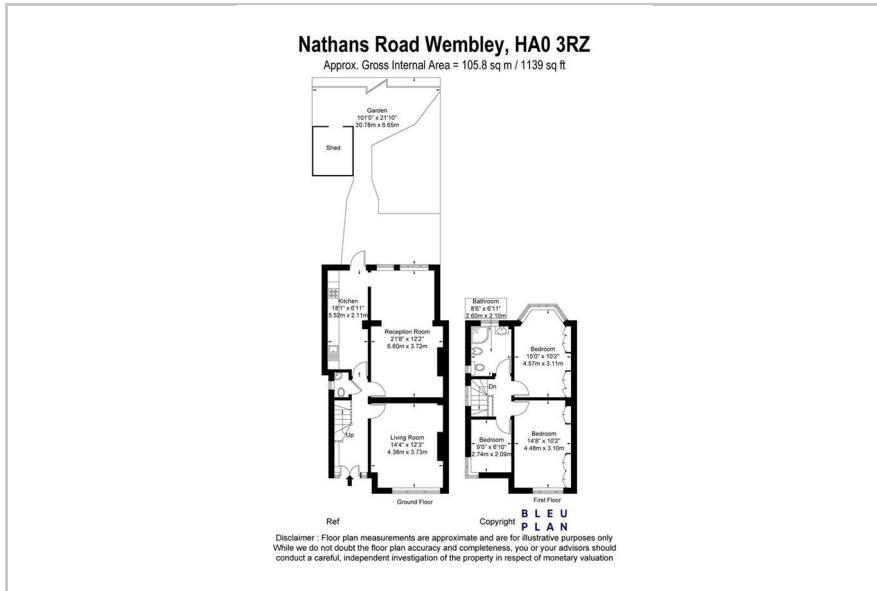 Nathans Road Wembley, HA0 3RZ
Approx. Gross Internal Area = 105.8 sq m / 1139 sq ft
Garden
101'0" x 21'10"
30.78m x 6.65m
Shed
Kitchen
18'1" x 6'11"
5.52m x 2.11m
Reception Room
21'8" x 12'2"
6.60m x 3.72m
Up
Living Room
14'4" x 12'3"
4.38m x 3.73m
Ground Floor
Bathroom
8'6" x 6'11"
2.60m x 2.10m
Bedroom
15'0" x 10'2"
4.57m x 3.11m
Dn
Bedroom
9'0" x 6'10"
2.74m x 2.09m
Bedroom
14'8" x 10'2"
4.48m x 3.10m
First Floor
Ref
Copyright
BLEU
PLAN
Disclaimer : Floor plan measurements are approximate and are for illustrative purposes only
While we do not doubt the floor plan accuracy and completeness, you or your advisors should
conduct a careful, independent investigation of the property in respect of monetary valuation